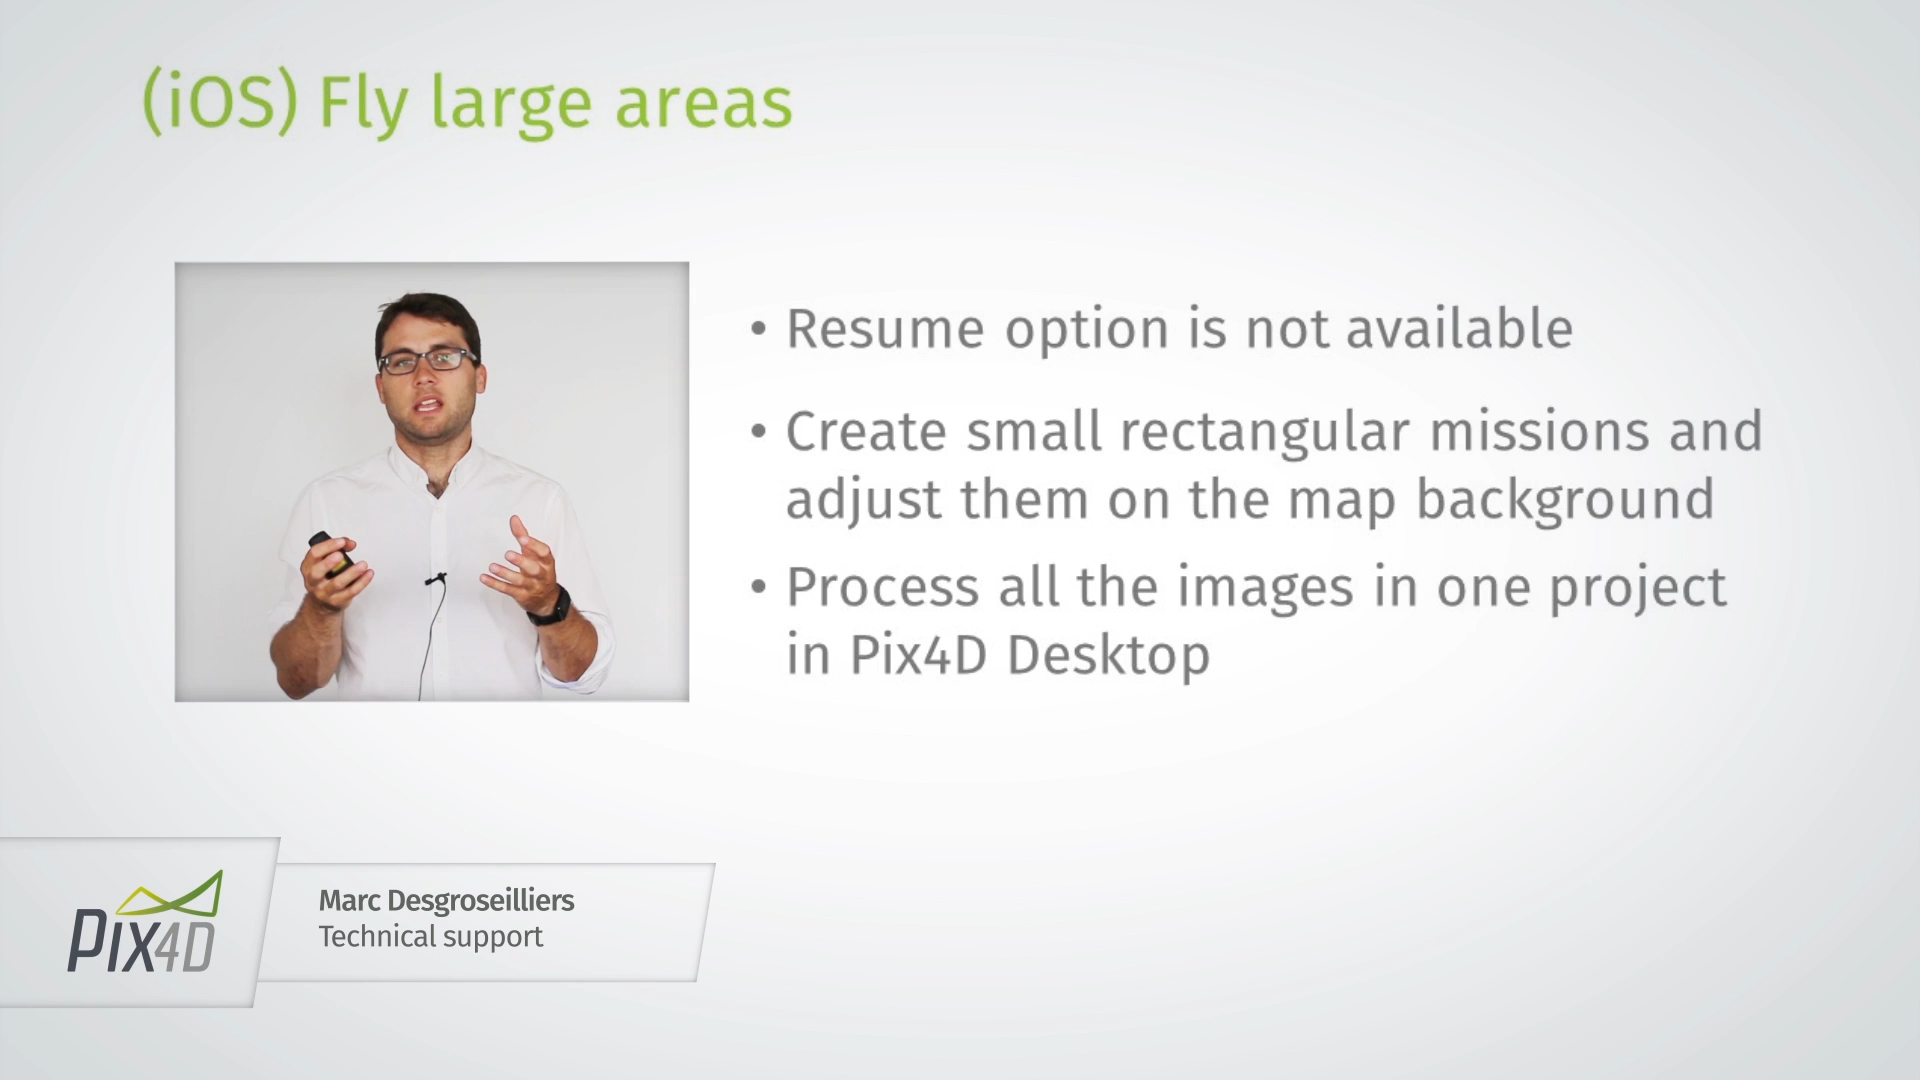 (iOS) Fly large areas
• Resume option is not available
• Create small rectangular missions and
adjust them on the map background
• Process all the images in one project
in Pix4D Desktop
PIX4D
Marc Desgroseilliers
Technical support